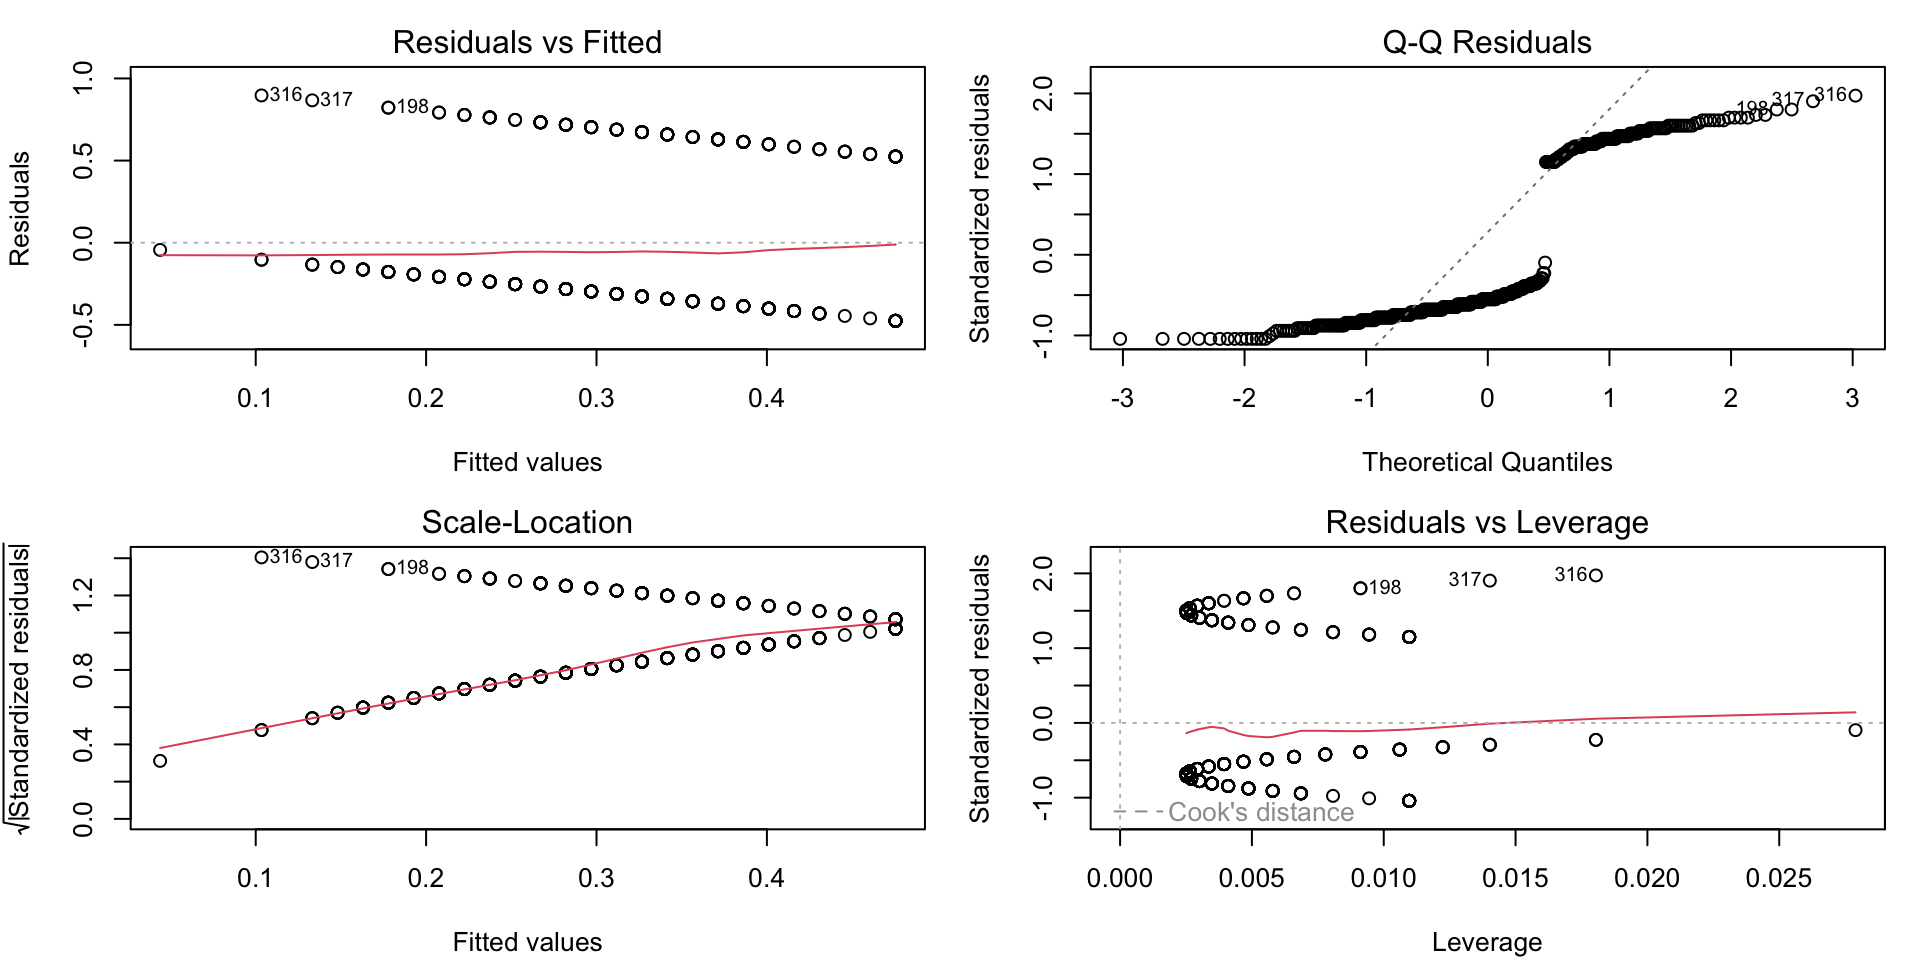 Residuals vs Fitted
Residuals
1.0
0.5
0.0
-0.5
316
317
198
0.1 0.2 0.3 0.4
Fitted values
Q-Q Residuals
Standardized residuals
2.0
1.0
0.0
-1.0
198
317
316
-3 -2 -1 0 1 2 3
Theoretical Quantiles
Scale-Location
√|Standardized residuals|
1.2
0.8
0.4
0.0
316
317
198
0.1 0.2 0.3 0.4
Fitted values
Residuals vs Leverage
Standardized residuals
2.0
1.0
0.0
-1.0
198
317
316
Cook's distance
0.000 0.005 0.010 0.015 0.020 0.025
Leverage